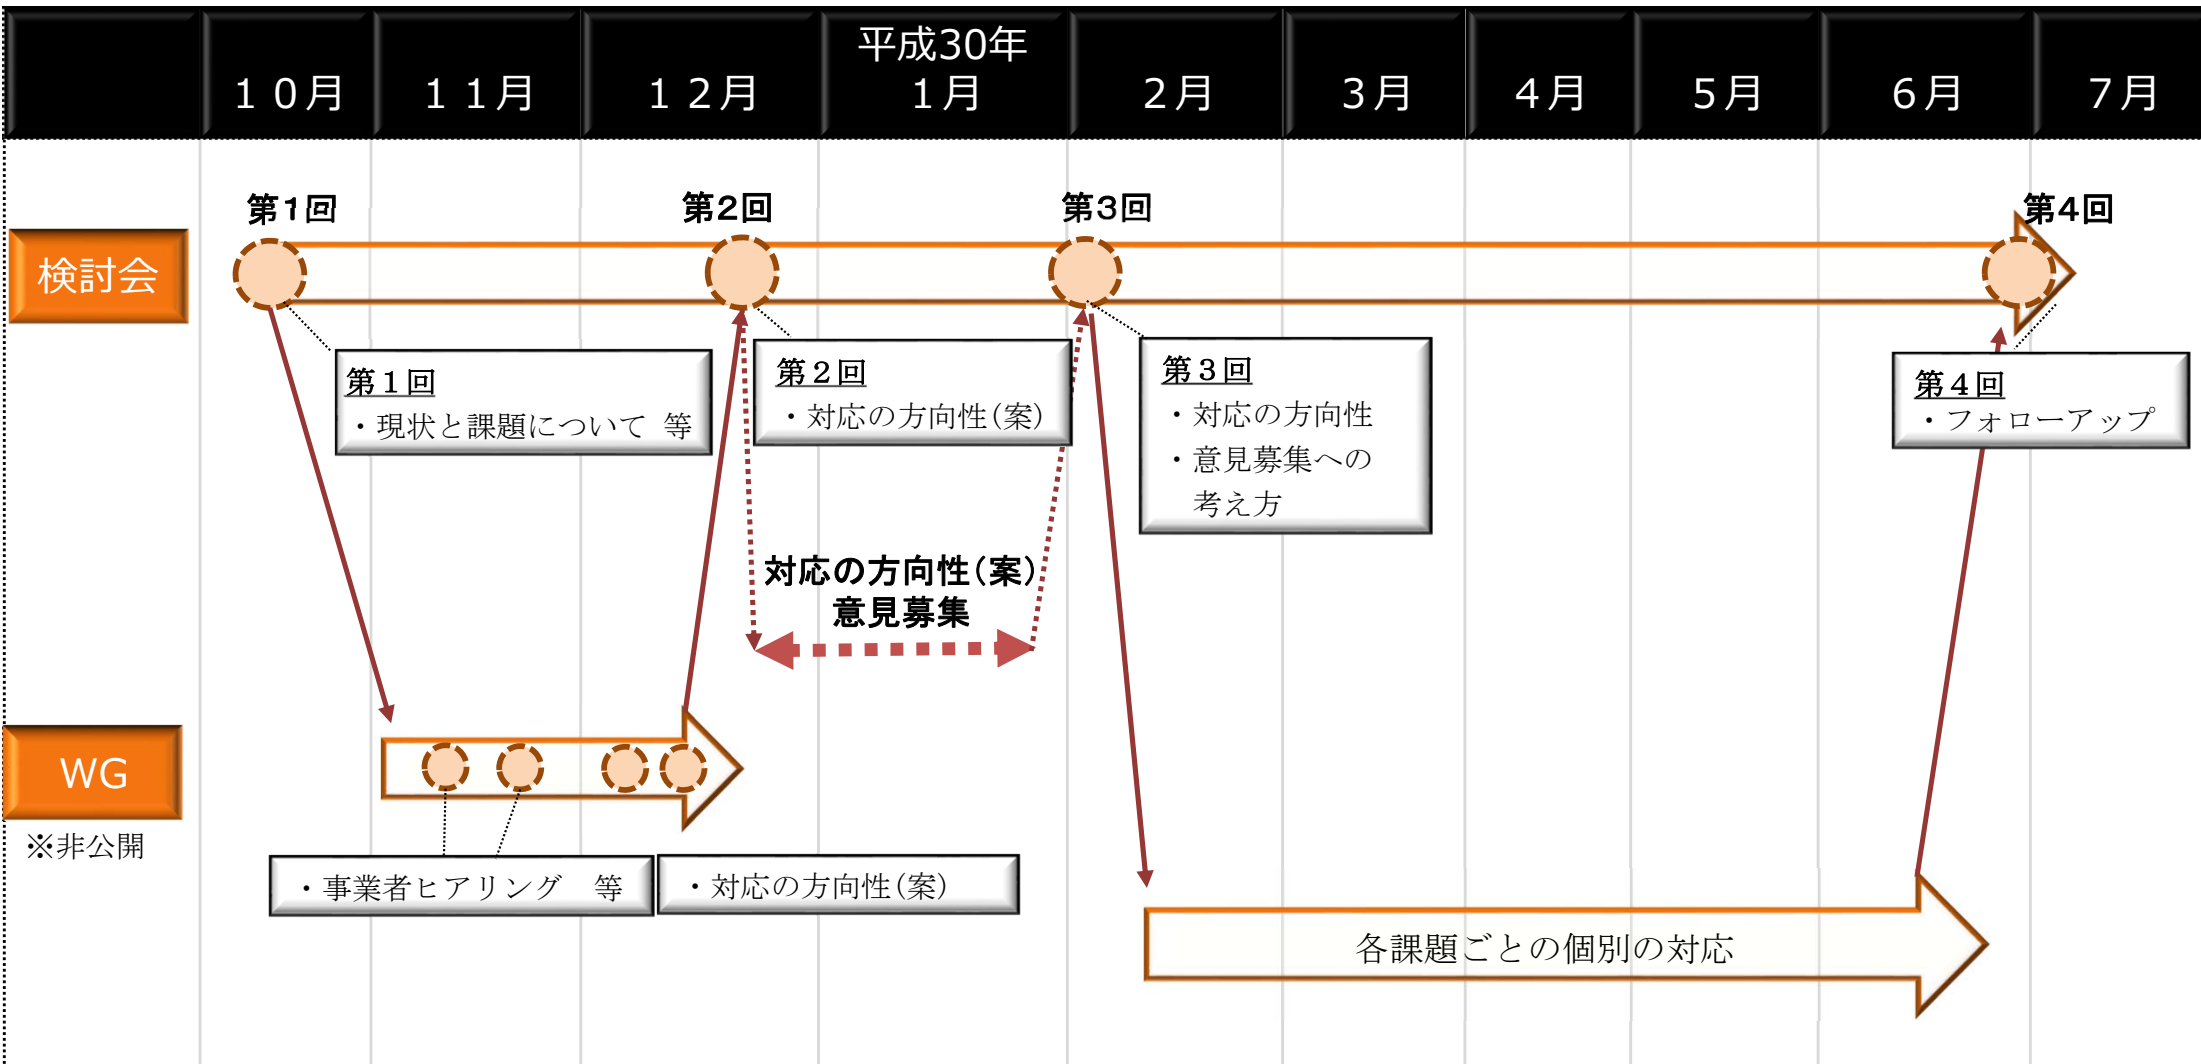 平成30年
１０月 １１月 １２月 １月 ２月 ３月 ４月 ５月 ６月 ７月
第1回 第2回 第3回 第4回
検討会
第１回
・現状と課題について 等
第２回
・対応の方向性(案)
第３回
・対応の方向性
・意見募集への
考え方
第４回
・フォローアップ
対応の方向性(案)
意見募集
WG
※非公開
・事業者ヒアリング　等
・対応の方向性(案)
各課題ごとの個別の対応